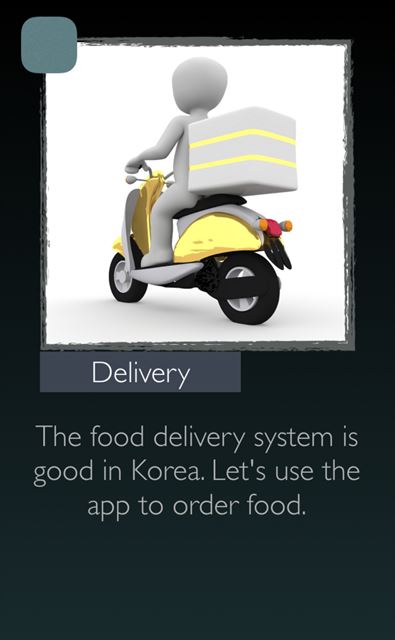 Delivery
The food delivery system is
good in Korea. Let's use the
app to order food.